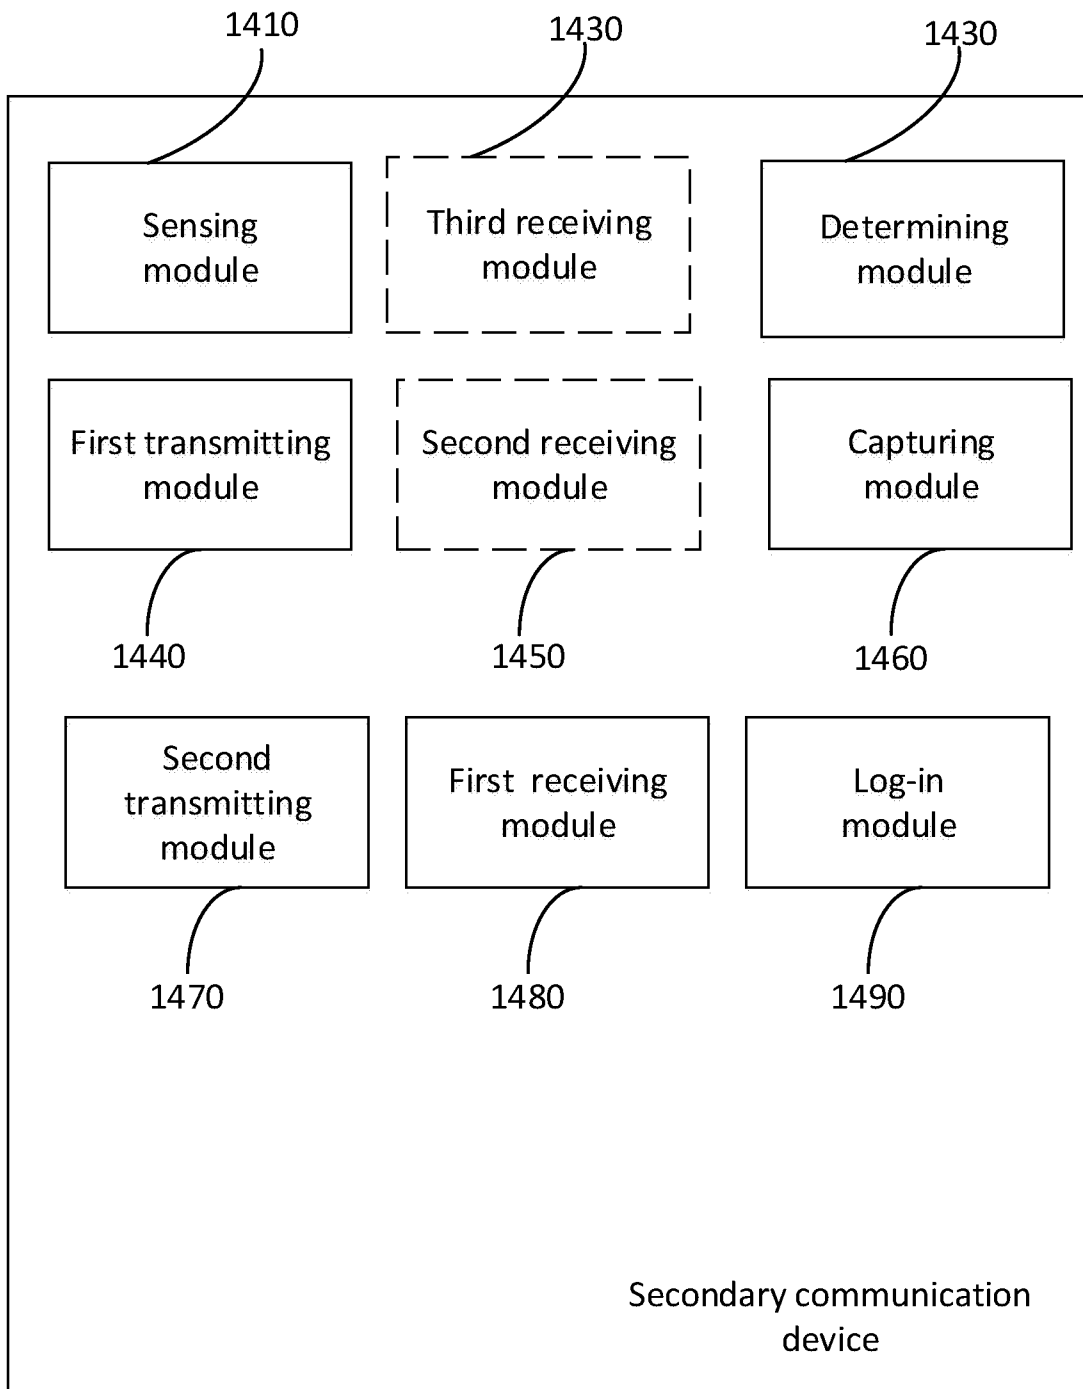 1410
1430
1430
Sensing
module
Third receiving
module
Determining
module
First transmitting
module
Second receiving
module
Capturing
module
1440
1450
1460
Second
transmitting
module
First receiving
module
Log-in
module
1470
1480
1490
Secondary communication
device